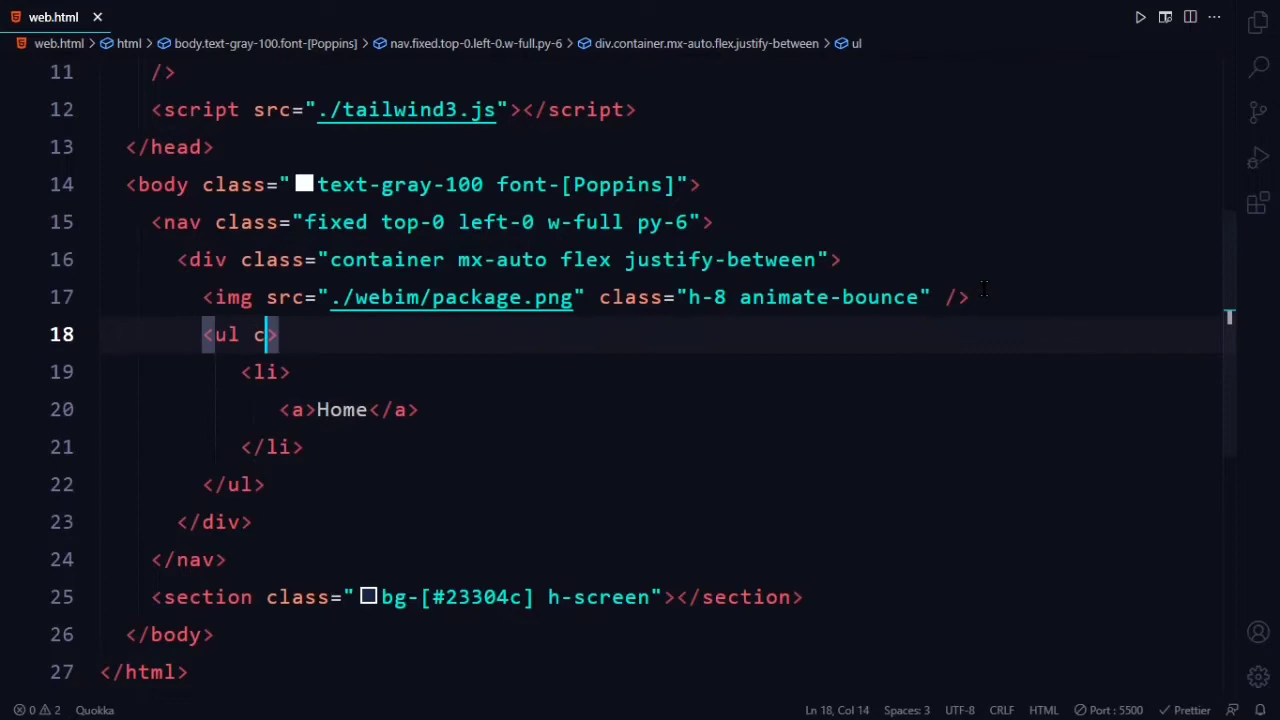 web.html
web.html > html > body.text-gray-100.font-[Poppins] > nav.fixed.top-0.left-0.w-full.py-6 > div.container.mx-auto.flex.justify-between > ul
11 />
12 <script src="./tailwind3.js"></script>
13 </head>
14 <body class="text-gray-100 font-[Poppins]">
15 <nav class="fixed top-0 left-0 w-full py-6">
16 <div class="container mx-auto flex justify-between">
17 <img src="./webim/package.png" class="h-8 animate-bounce" />
18 <ul c>
19 <li>
20 <a>Home</a>
21 </li>
22 </ul>
23 </div>
24 </nav>
25 <section class="bg-[#23304c] h-screen"></section>
26 </body>
27 </html>
0 2 Quokka Ln 18, Col 14 Spaces: 3 UTF-8 CRLF HTML Port : 5500 Prettier